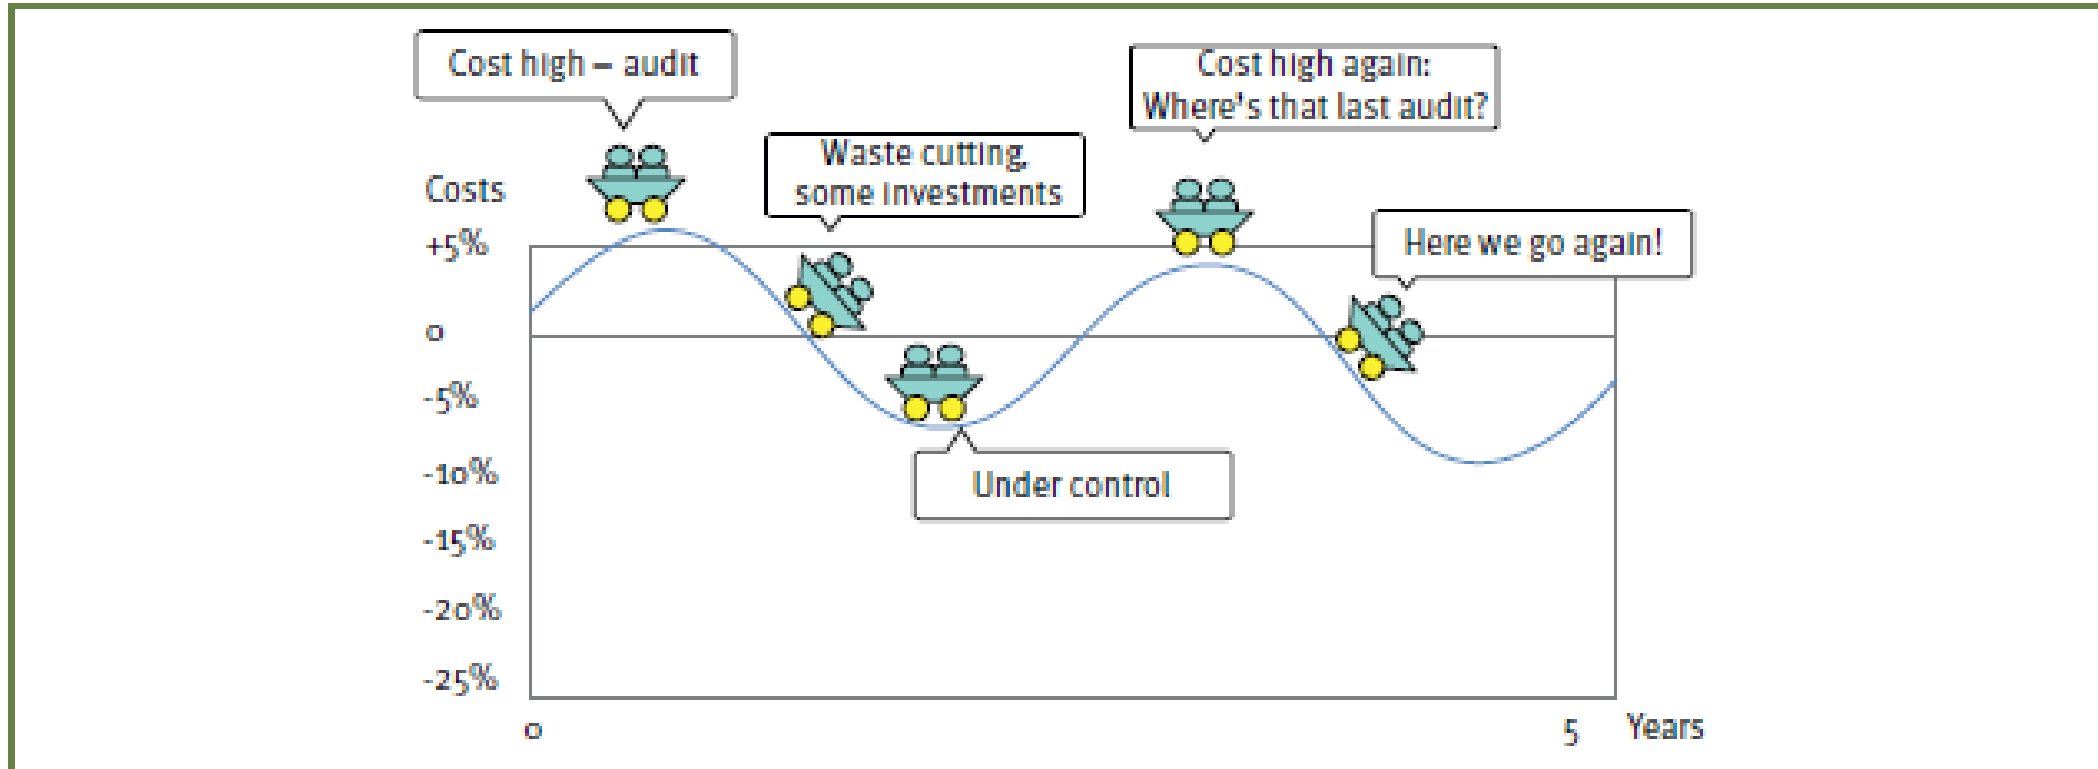 Cost high – audit
Cost high again:
Where's that last audit?
Waste cutting,
some investments
Costs
Here we go again!
+5%
0
-5%
-10%
Under control
-15%
-20%
-25%
0
5
Years